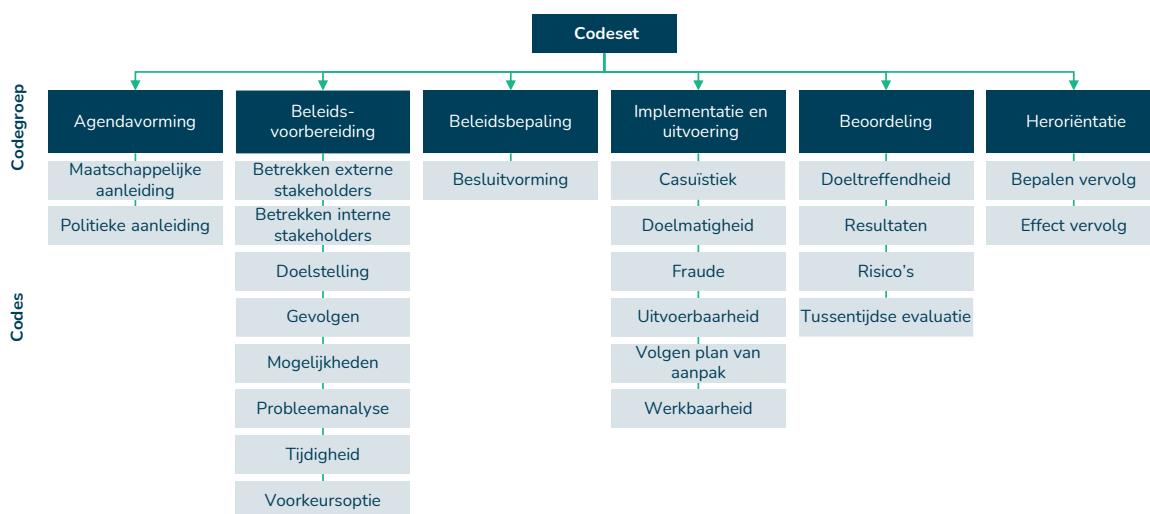 Codeset
Codegroep
Agendavorming
Beleids-
voorbereiding
Beleidsbepaling
Implementatie en
uitvoering
Beoordeling
Heroriëntatie
Codes
Maatschappelijke
aanleiding
Politieke aanleiding
Betrekken externe
stakeholders
Betrekken interne
stakeholders
Doelstelling
Gevolgen
Mogelijkheden
Probleemanalyse
Tijdigheid
Voorkeursoptie
Besluitvorming
Casuïstiek
Doelmatigheid
Fraude
Uitvoerbaarheid
Volgen plan van
aanpak
Werkbaarheid
Doeltreffendheid
Resultaten
Risico’s
Tussentijdse evaluatie
Bepalen vervolg
Effect vervolg